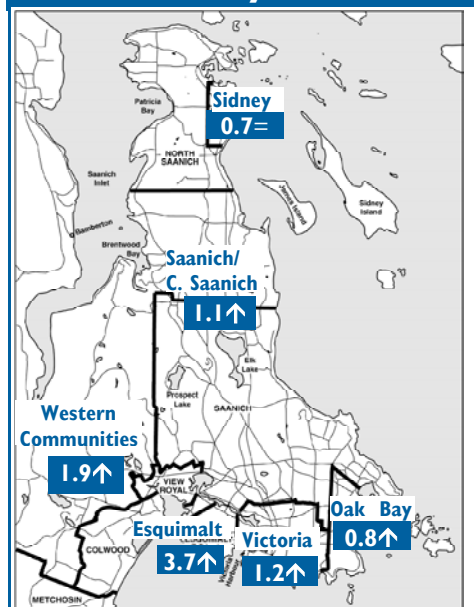 Patricia
Bay
Sidney
0.7=
NORTH
SAANICH
Saanich
Inlet
James Island
Sidney
Island
Bamberton
Brentwood
Bay
Saanich/
C. Saanich
1.1↑
Elk
Lake
Prospect
Lake
SAANICH
Western
Communities
1.9↑
VIEW
ROYAL
Oak Bay
0.8↑
Esquimalt
3.7↑
Victoria
1.2↑
COLWOOD
Victoria
Harbour
METCHOSIN